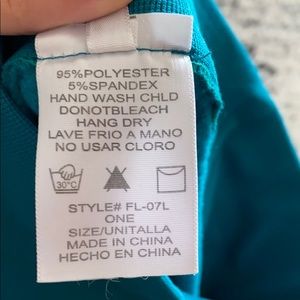 95%POLYESTER
5%SPANDEX
HAND WASH CHLD
DONOTBLEACH
HANG DRY
LAVE FRIO A MANO
NO USAR CLORO
30°C
STYLE# FL-07L
ONE
SIZE/UNITALLA
MADE IN CHINA
HECHO EN CHINA